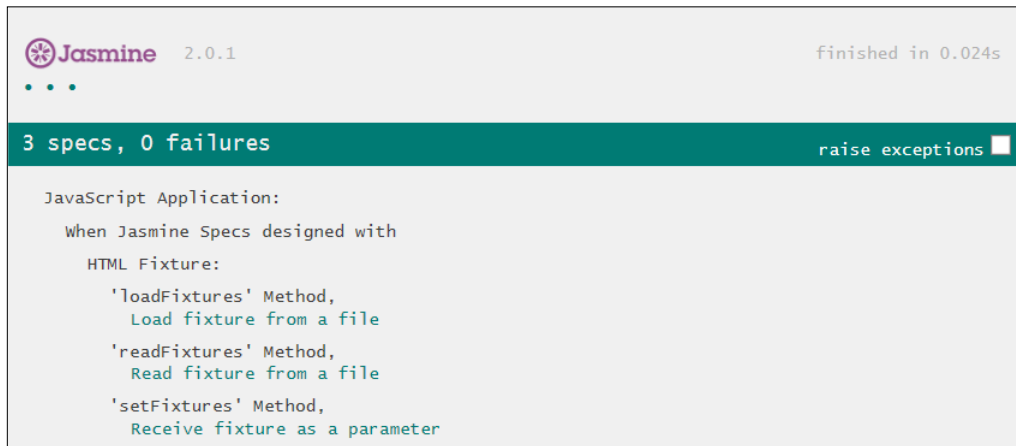 Jasmine 2.0.1 finished in 0.024s
3 specs, 0 failures raise exceptions
JavaScript Application:
When Jasmine Specs designed with
HTML Fixture:
'loadFixtures' Method,
Load fixture from a file
'readFixtures' Method,
Read fixture from a file
'setFixtures' Method,
Receive fixture as a parameter